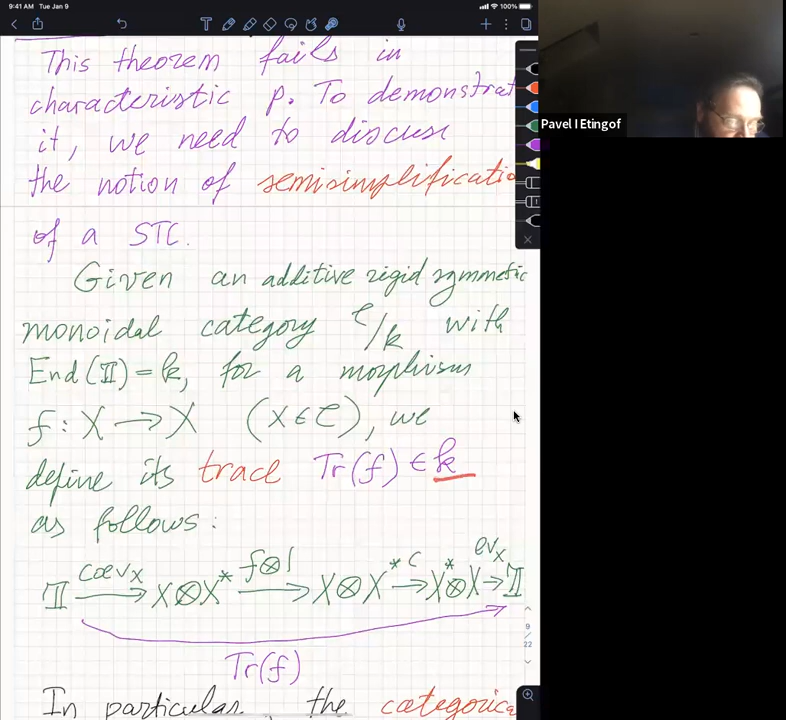 9:41 AM Tue Jan 9
100%
This theorem fails in
characteristic p. To demonstrat
it, we need to discuss
the notion of semisimplificatio
of a STC.
Given an additive rigid symmetric
monoidal category C/k with
End(𝟙)=k, for a morphism
f: X → X (X∈C), we
define its trace Tr(f) ∈ k
as follows:
𝟙 —coev_X→ X⊗X* —f⊗1→ X⊗X* —c→ X*⊗X —ev_X→ 𝟙
Tr(f)
In particular, the categorica
Pavel I Etingof
9
22